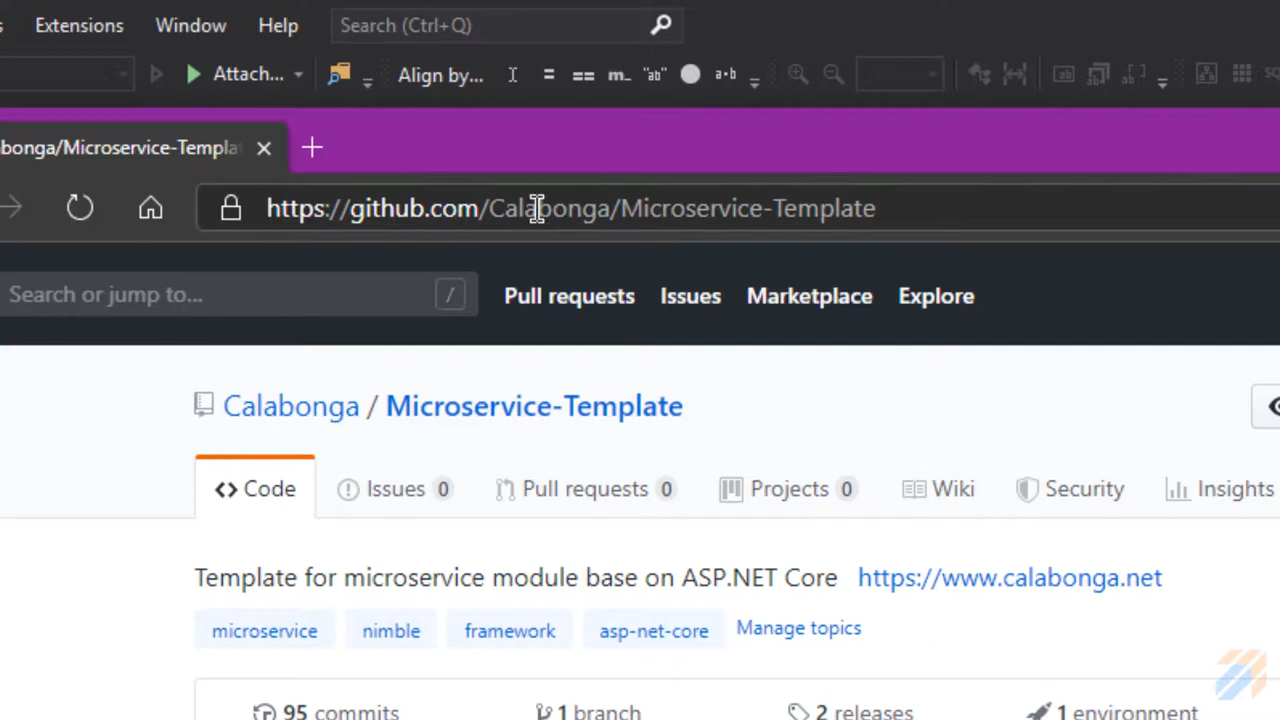 Extensions Window Help Search (Ctrl+Q)
Attach... Align by... = == m_ "ab" a·b ab
bonga/Microservice-Templa
https://github.com/Calabonga/Microservice-Template
Search or jump to... / Pull requests Issues Marketplace Explore
Calabonga / Microservice-Template
<> Code Issues 0 Pull requests 0 Projects 0 Wiki Security Insights
Template for microservice module base on ASP.NET Core https://www.calabonga.net
microservice nimble framework asp-net-core Manage topics
95 commits 1 branch 2 releases 1 environment